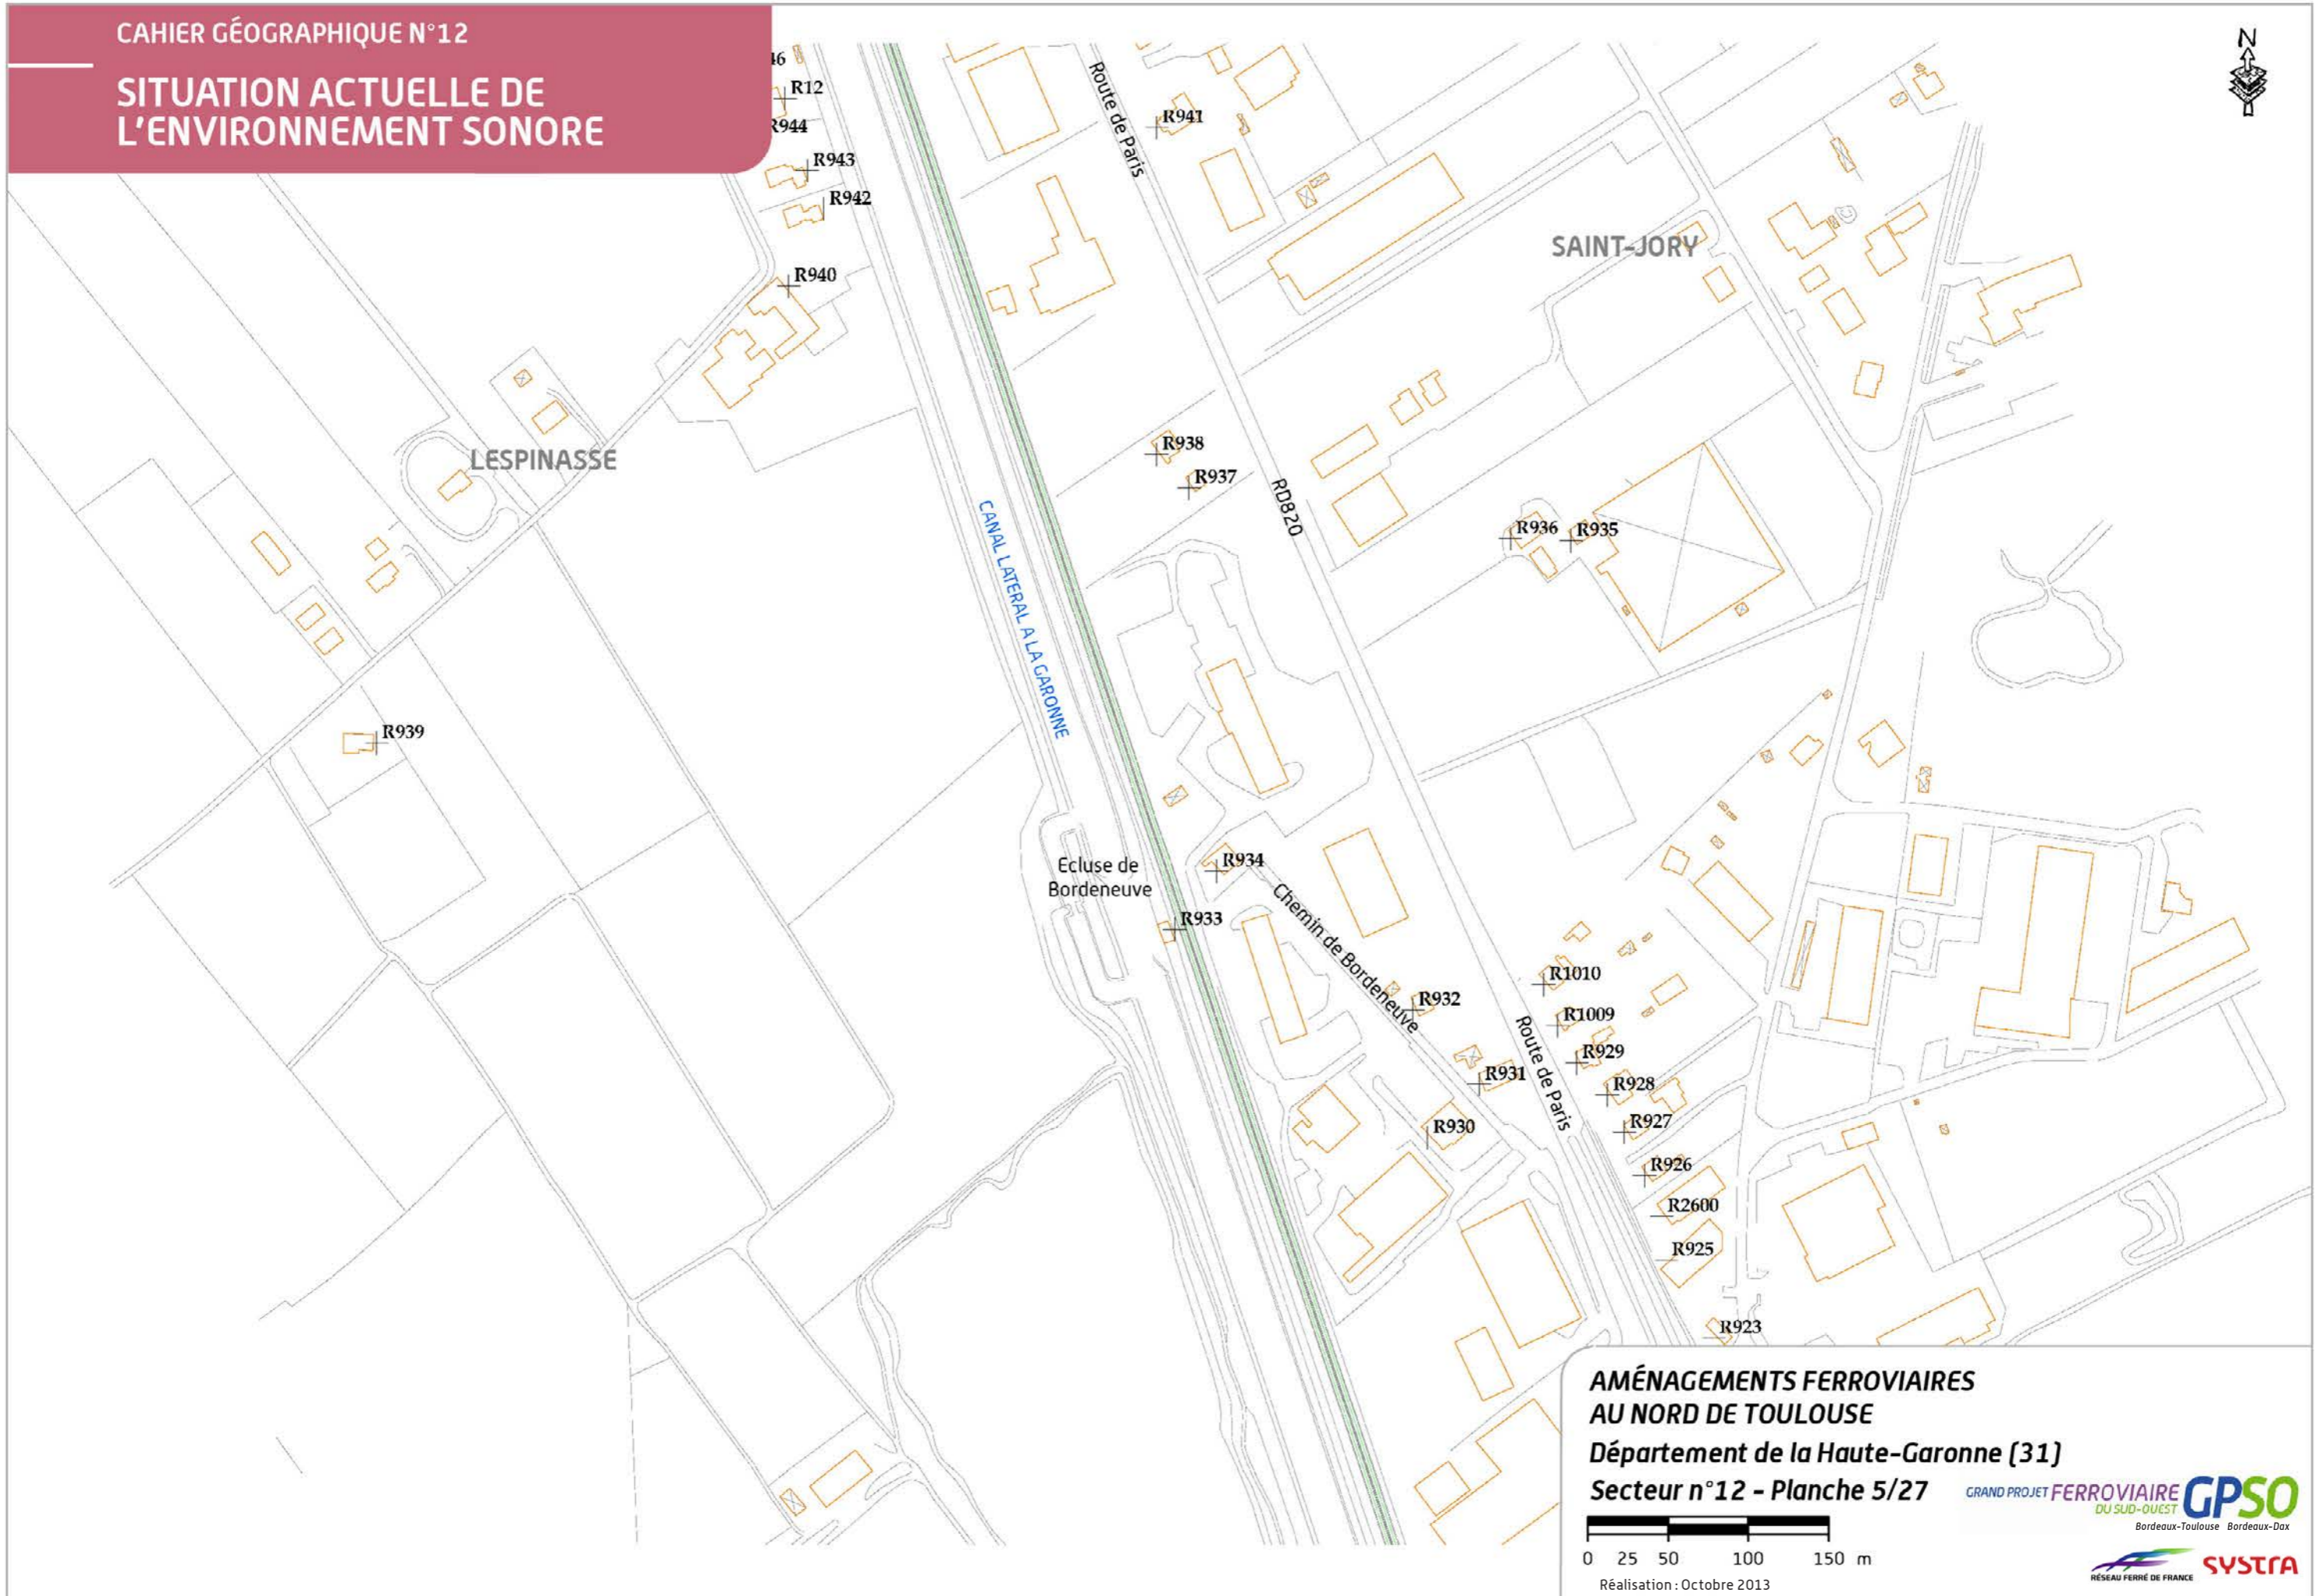 CAHIER GÉOGRAPHIQUE N°12
SITUATION ACTUELLE DE
L'ENVIRONNEMENT SONORE
N
46
R12
R944
R943
R942
R940
Route de Paris
R941
SAINT-JORY
LESPINASSE
R938
R937
RD820
R936
R935
CANAL LATERAL A LA GARONNE
R939
Ecluse de
Bordeneuve
R934
R933
Chemin de Bordeneuve
R932
R1010
R1009
R929
R931
R928
Route de Paris
R927
R930
R926
R2600
R925
R923
AMÉNAGEMENTS FERROVIAIRES
AU NORD DE TOULOUSE
Département de la Haute-Garonne (31)
Secteur n°12 - Planche 5/27
GRAND PROJET FERROVIAIRE
DU SUD-OUEST
GPSO
Bordeaux-Toulouse Bordeaux-Dax
0 25 50 100 150 m
Réalisation : Octobre 2013
RÉSEAU FERRÉ DE FRANCE
SYSTRA